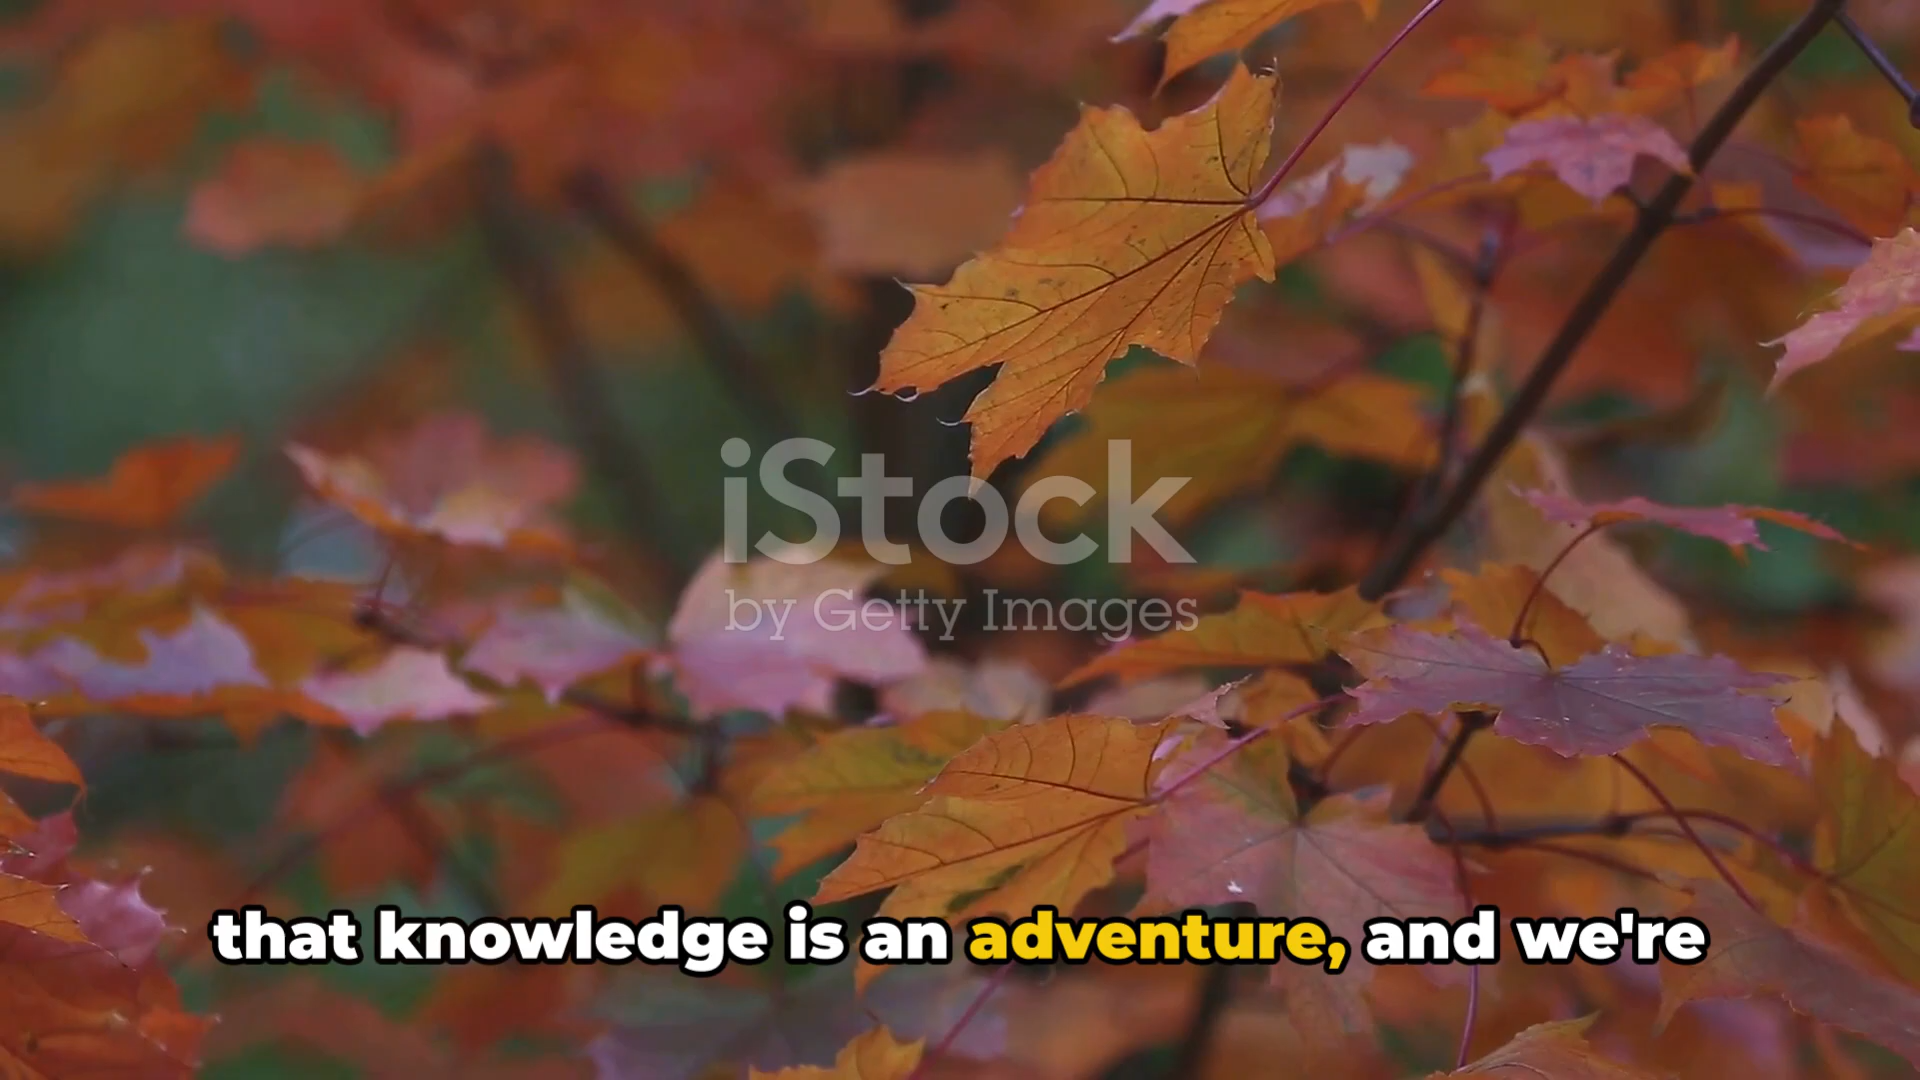 iStock
by Getty Images
that knowledge is an adventure, and we're